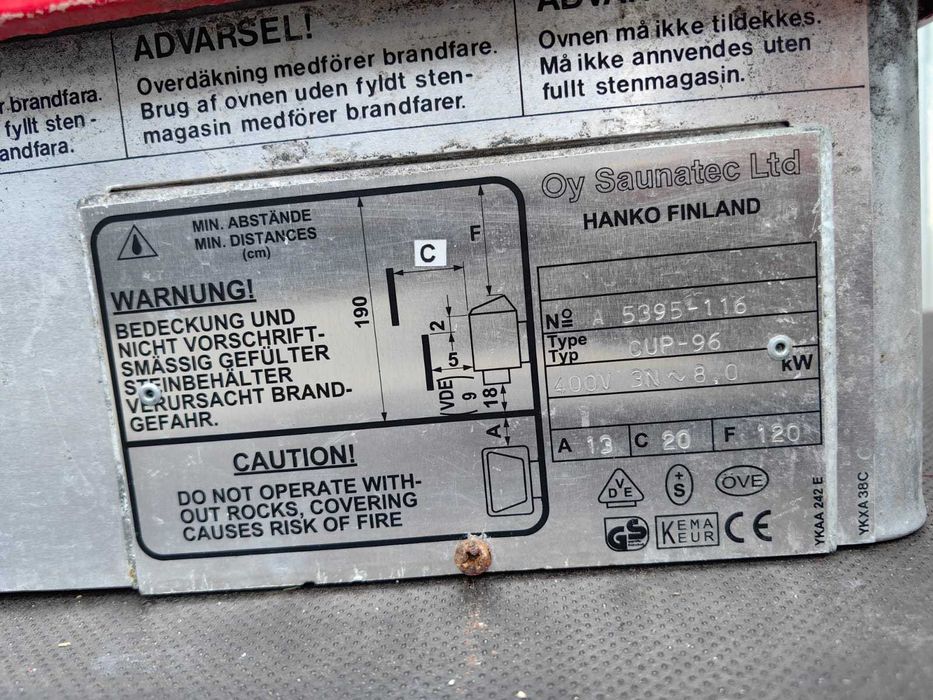 r brandfara.
fyllt sten -
andfara.
ADVARSEL!
Overdäkning medförer brandfare.
Brug af ovnen uden fyldt sten-
magasin medförer brandfarer.
ADVARSEL!
Ovnen må ikke tildekkes.
Må ikke annvendes uten
fullt stenmagasin.
MIN. ABSTÄNDE
MIN. DISTANCES
(cm)
WARNUNG!
BEDECKUNG UND
NICHT VORSCHRIFT-
SMÄSSIG GEFÜLTER
STEINBEHÄLTER
VERURSACHT BRAND-
GEFAHR.
190
C
F
2
5
(VDE
9)
18
A
CAUTION!
DO NOT OPERATE WITH-
OUT ROCKS, COVERING
CAUSES RISK OF FIRE
Oy Saunatec Ltd
HANKO FINLAND
No A 5395-116
Type
Typ CUP-96
400V 3N~8,0 kW
A 13 C 20 F 120
VDE +S ÖVE
GS KEMA KEUR CE
YKAA 242 E
YKXA 38C